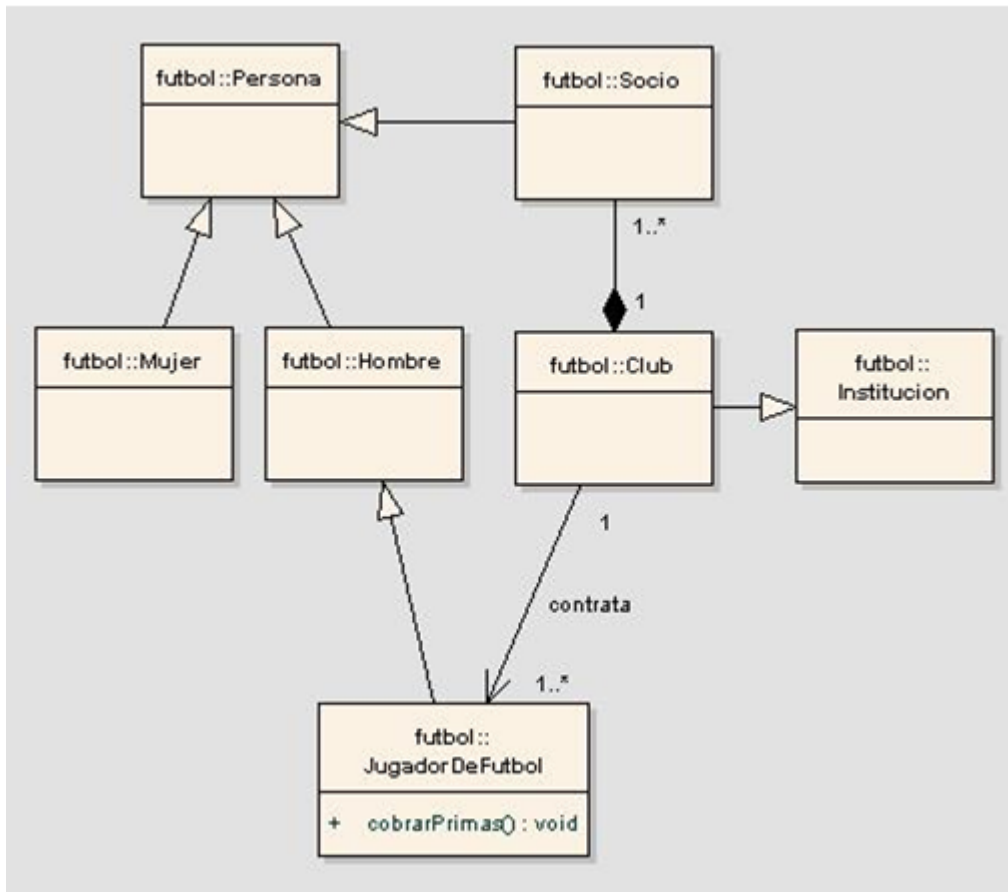 futbol::Persona
futbol::Socio
1..*
1
futbol::Mujer
futbol::Hombre
futbol::Club
futbol::
Institucion
1
contrata
1..*
futbol::
JugadorDeFutbol
+ cobrarPrimas() : void